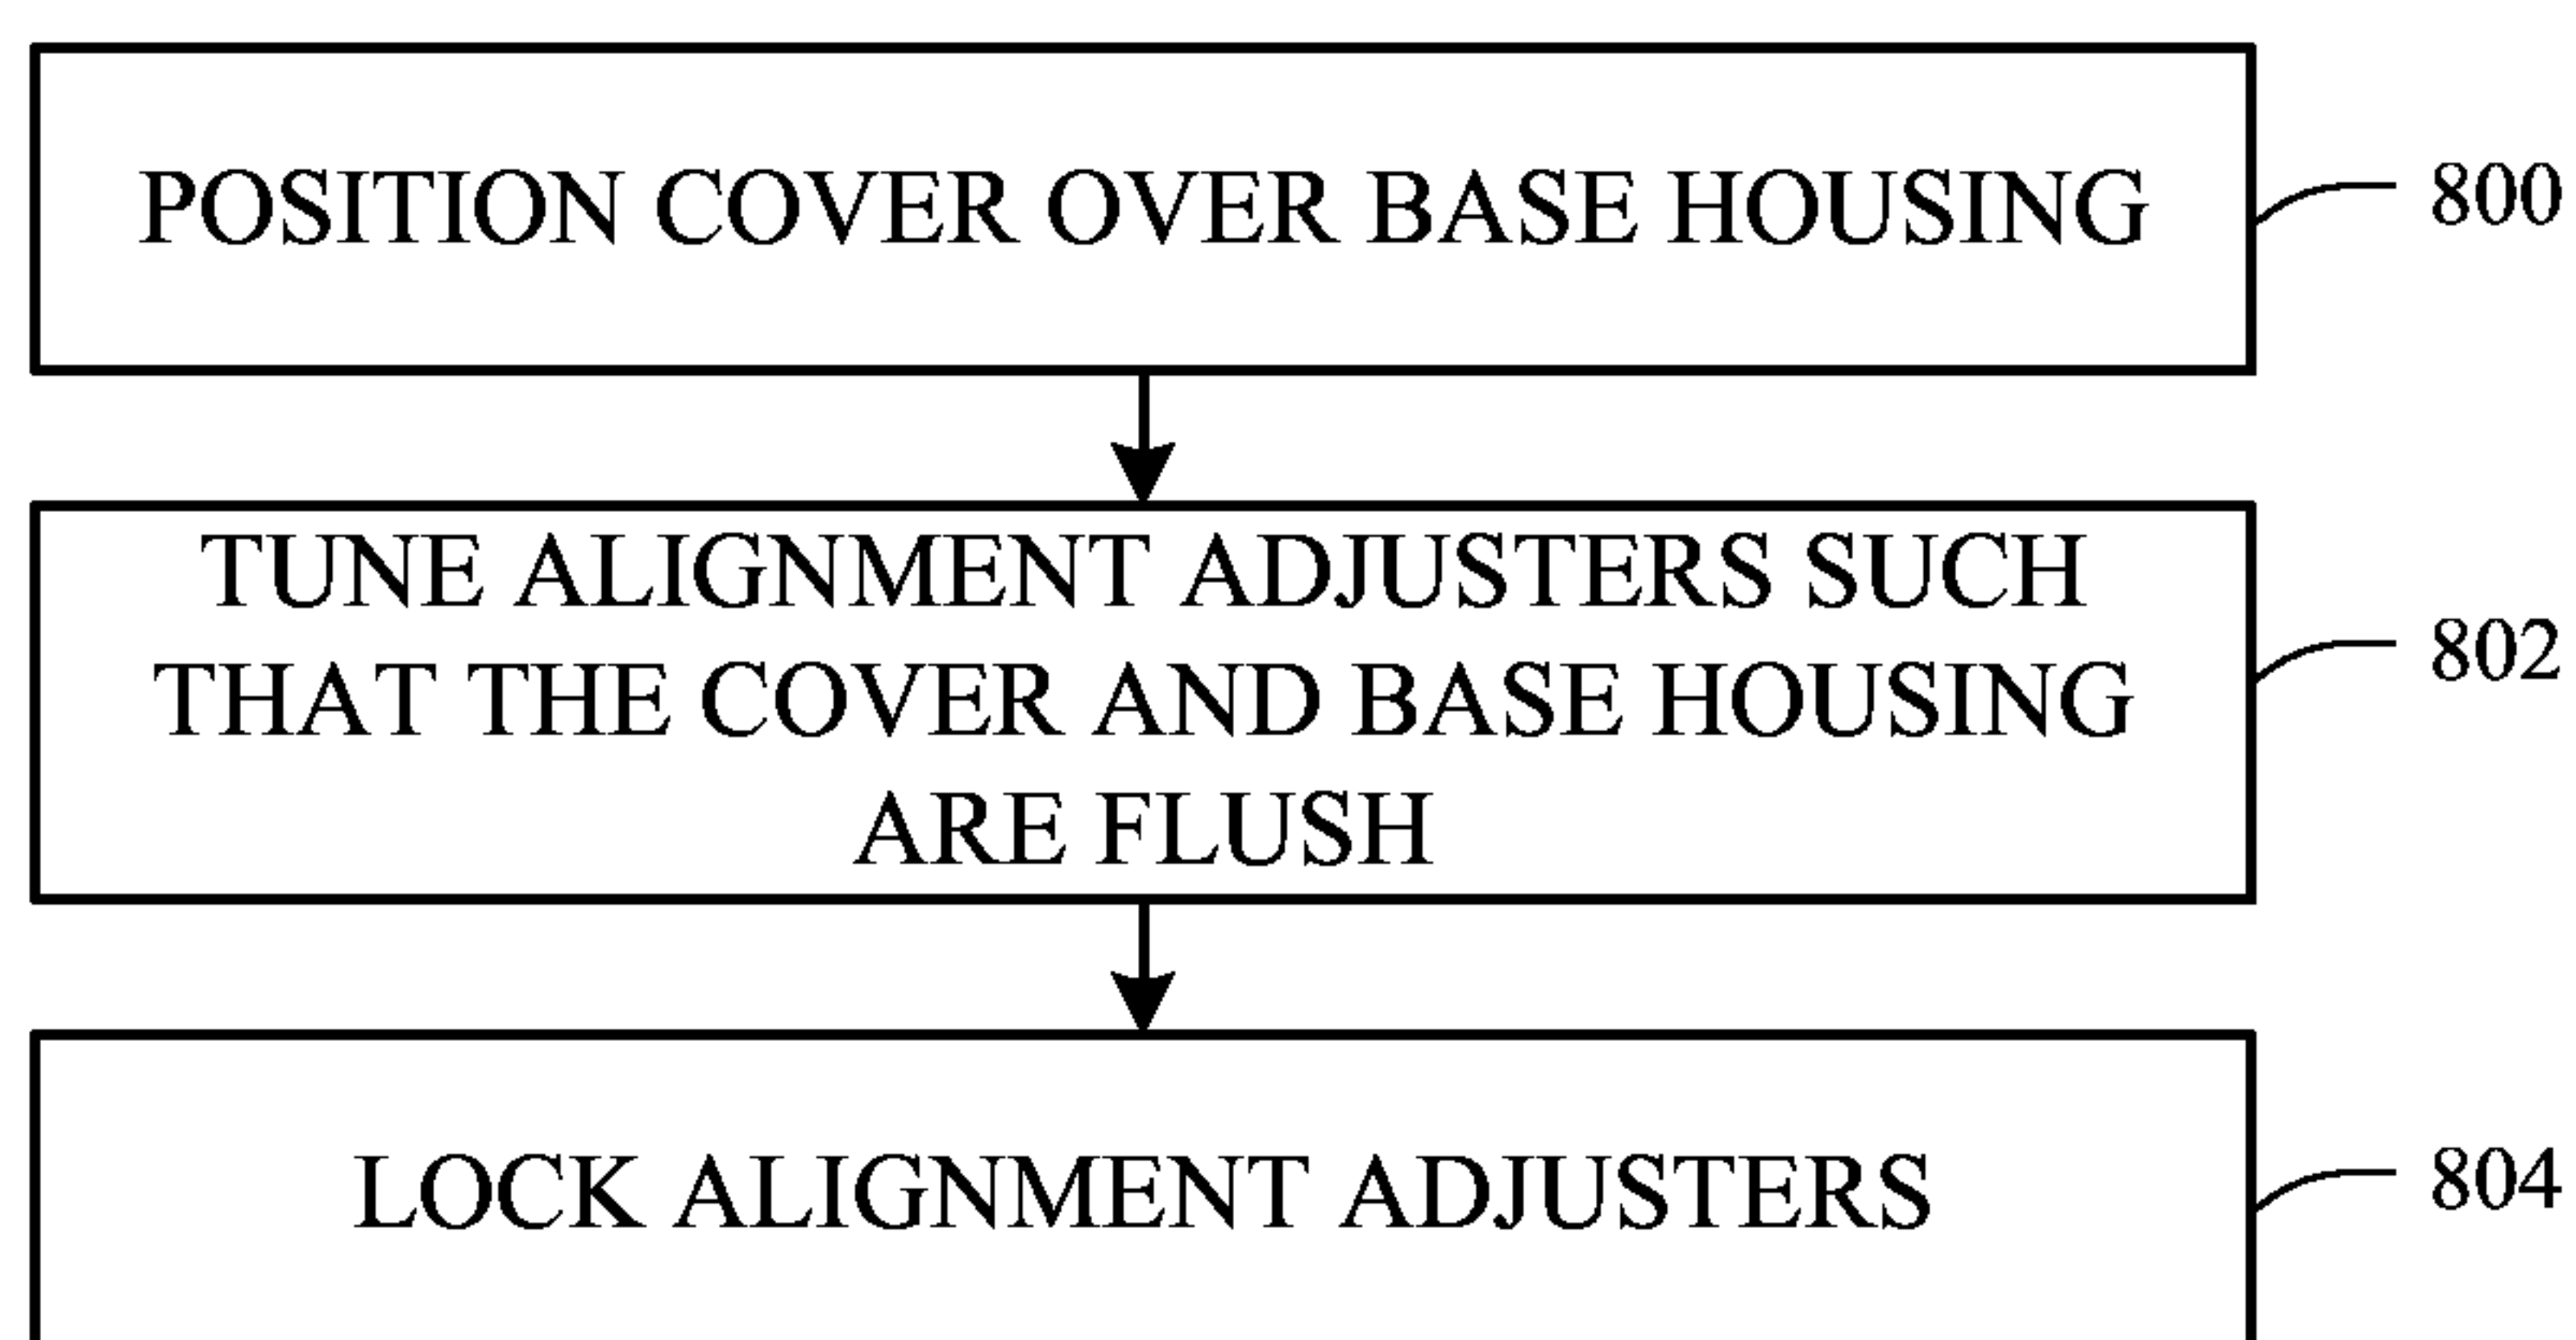 POSITION COVER OVER BASE HOUSING
800
TUNE ALIGNMENT ADJUSTERS SUCH
THAT THE COVER AND BASE HOUSING
ARE FLUSH
802
LOCK ALIGNMENT ADJUSTERS
804